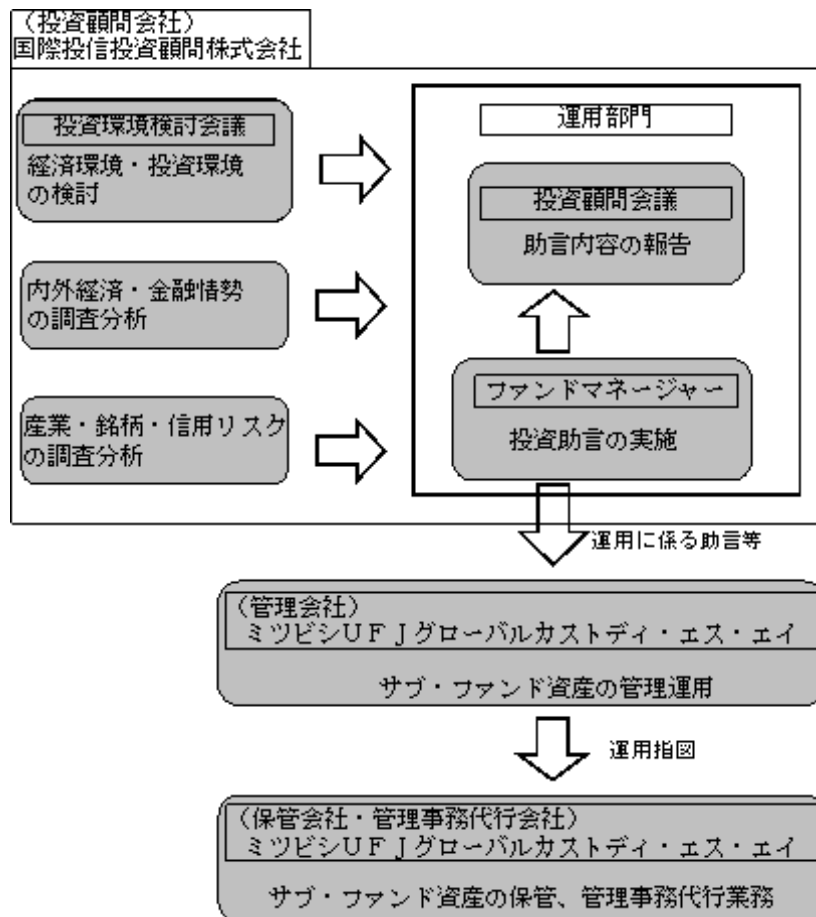 （投資顧問会社）
国際投信投資顧問株式会社
投資環境検討会議
経済環境・投資環境
の検討
内外経済・金融情勢
の調査分析
産業・銘柄・信用リスク
の調査分析
運用部門
投資顧問会議
助言内容の報告
ファンドマネージャー
投資助言の実施
運用に係る助言等
（管理会社）
ミツビシＵＦＪグローバルカストディ・エス・エイ
サブ・ファンド資産の管理運用
運用指図
（保管会社・管理事務代行会社）
ミツビシＵＦＪグローバルカストディ・エス・エイ
サブ・ファンド資産の保管、管理事務代行業務